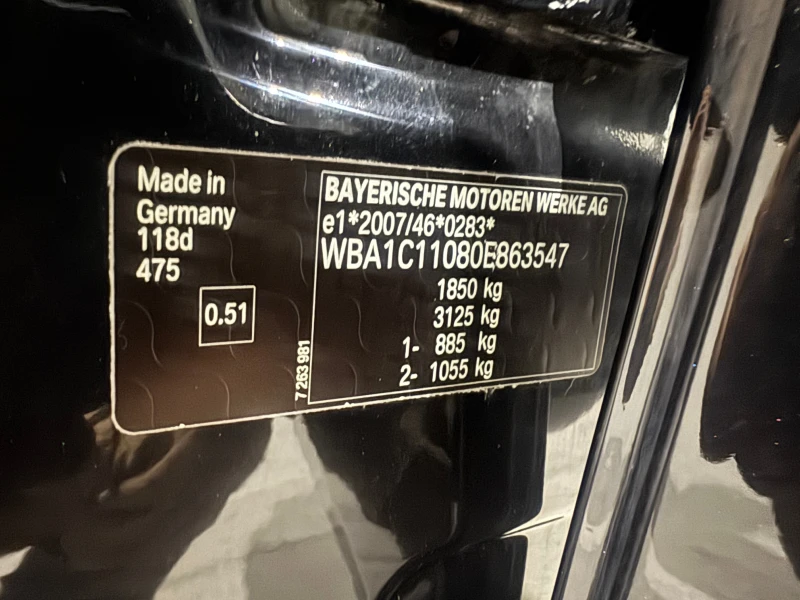 Made in
Germany
118d
475
0.51
7 263 981
BAYERISCHE MOTOREN WERKE AG
e1*2007/46*0283*
WBA1C11080E863547
1850 kg
3125 kg
1- 885 kg
2- 1055 kg